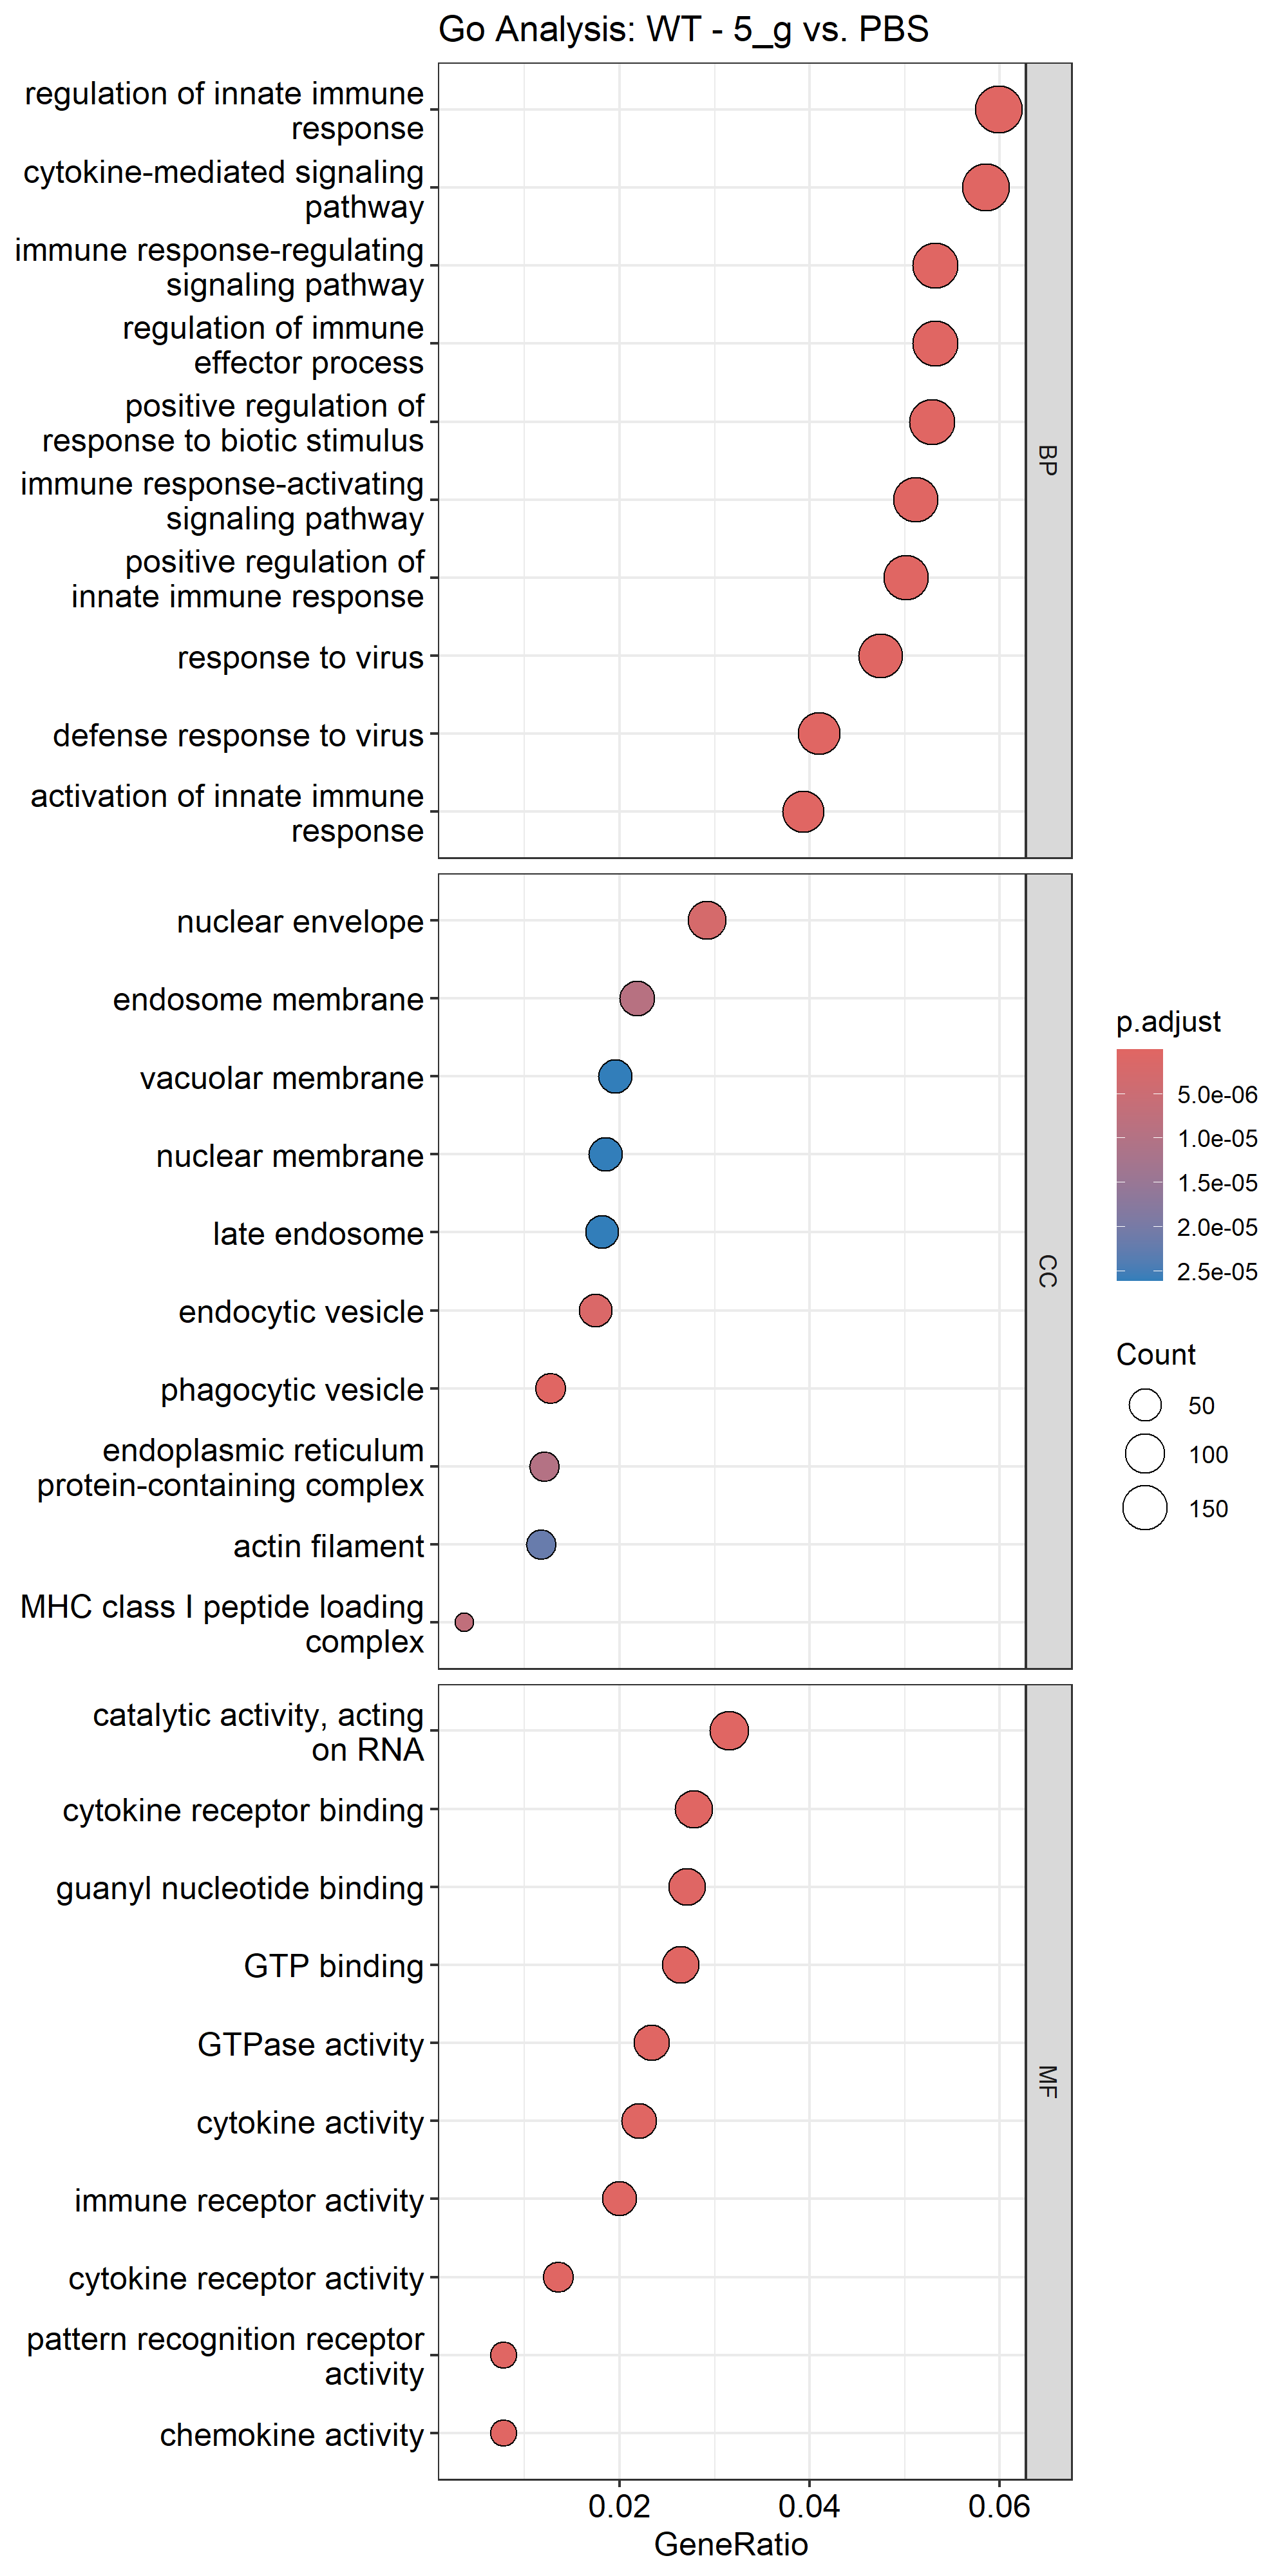 Go Analysis: WT - 5_g vs. PBS
regulation of innate immune
response
cytokine-mediated signaling
pathway
immune response-regulating
signaling pathway
regulation of immune
effector process
positive regulation of
response to biotic stimulus
immune response-activating
signaling pathway
positive regulation of
innate immune response
response to virus
defense response to virus
activation of innate immune
response
BP
nuclear envelope
endosome membrane
vacuolar membrane
nuclear membrane
late endosome
endocytic vesicle
phagocytic vesicle
endoplasmic reticulum
protein-containing complex
actin filament
MHC class I peptide loading
complex
CC
catalytic activity, acting
on RNA
cytokine receptor binding
guanyl nucleotide binding
GTP binding
GTPase activity
cytokine activity
immune receptor activity
cytokine receptor activity
pattern recognition receptor
activity
chemokine activity
MF
0.02 0.04 0.06
GeneRatio
p.adjust
5.0e-06
1.0e-05
1.5e-05
2.0e-05
2.5e-05
Count
50
100
150